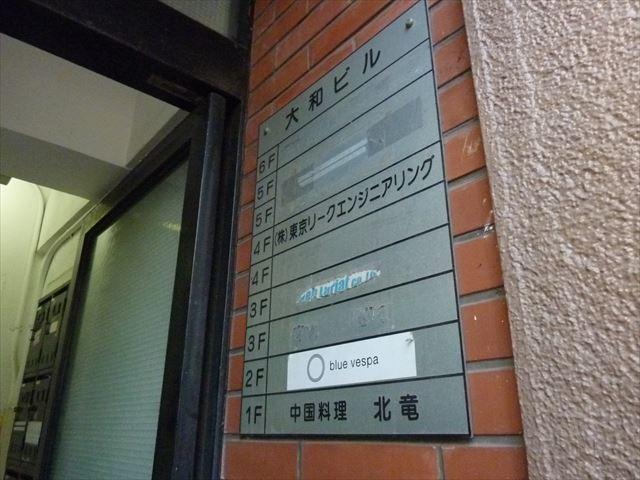 大和ビル
6F
5F
5F
4F (株)東京リークエンジニアリング
4F
3F
3F
2F blue vespa
1F 中国料理 北竜